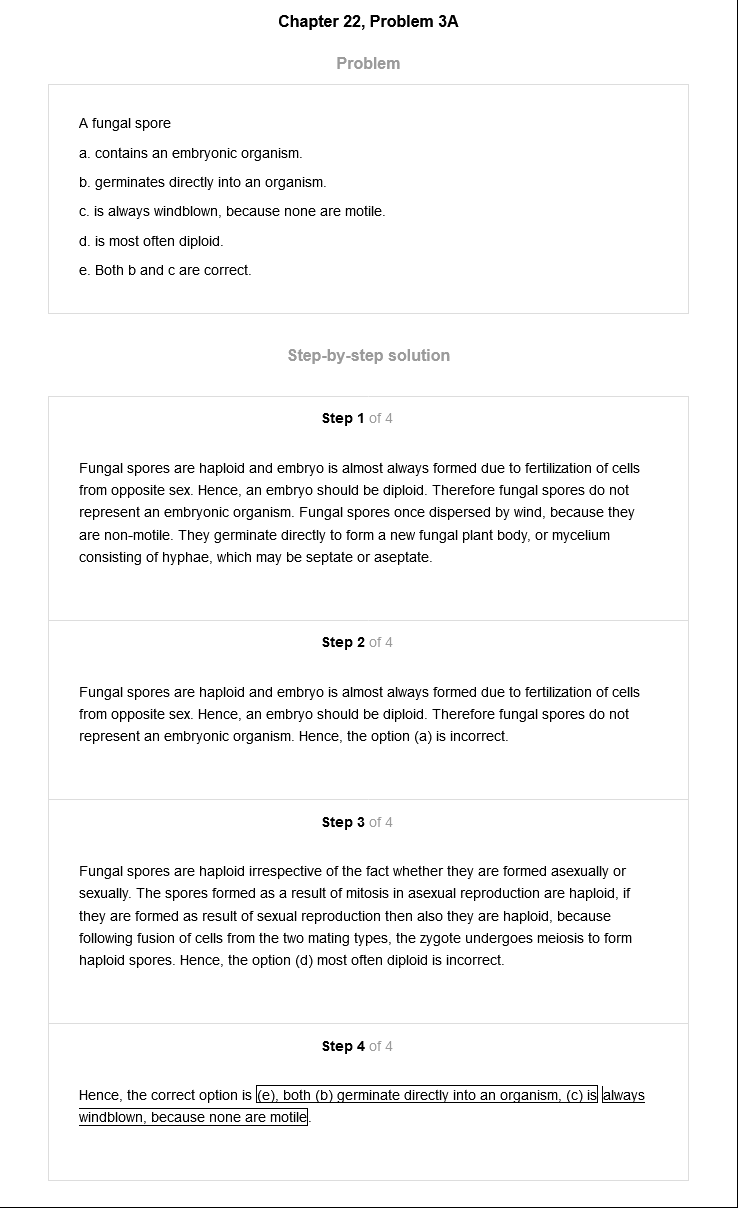 Chapter 22, Problem 3A
Problem
A fungal spore
a. contains an embryonic organism.
b. germinates directly into an organism.
c. is always windblown, because none are motile.
d. is most often diploid.
e. Both b and c are correct.
Step-by-step solution
Step 1 of 4
Fungal spores are haploid and embryo is almost always formed due to fertilization of cells
from opposite sex. Hence, an embryo should be diploid. Therefore fungal spores do not
represent an embryonic organism. Fungal spores once dispersed by wind, because they
are non-motile. They germinate directly to form a new fungal plant body, or mycelium
consisting of hyphae, which may be septate or aseptate.
Step 2 of 4
Fungal spores are haploid and embryo is almost always formed due to fertilization of cells
from opposite sex. Hence, an embryo should be diploid. Therefore fungal spores do not
represent an embryonic organism. Hence, the option (a) is incorrect.
Step 3 of 4
Fungal spores are haploid irrespective of the fact whether they are formed asexually or
sexually. The spores formed as a result of mitosis in asexual reproduction are haploid, if
they are formed as result of sexual reproduction then also they are haploid, because
following fusion of cells from the two mating types, the zygote undergoes meiosis to form
haploid spores. Hence, the option (d) most often diploid is incorrect.
Step 4 of 4
Hence, the correct option is (e), both (b) germinate directly into an organism, (c) is always
windblown, because none are motile.